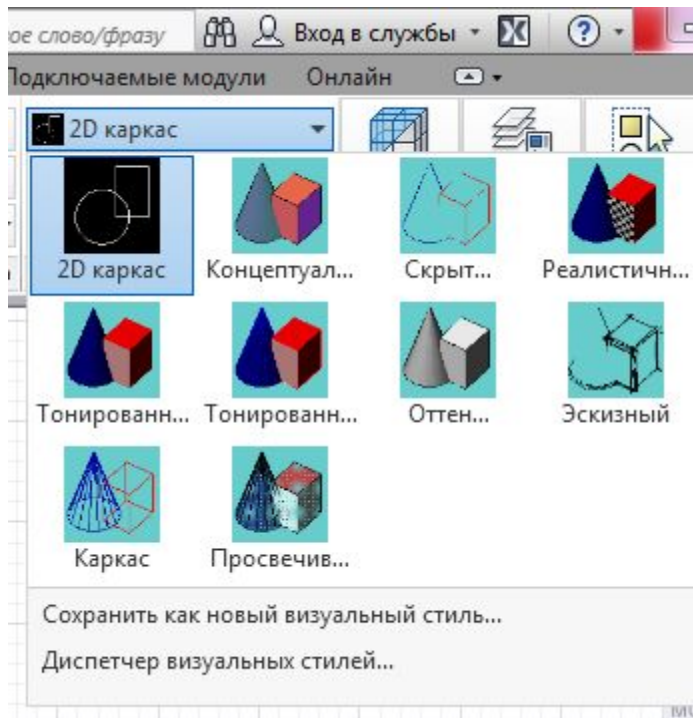 ое слово/фразу Вход в службы
Подключаемые модули Онлайн
2D каркас
2D каркас Концептуал... Скрыт... Реалистичн...
Тонированн... Тонированн... Оттен... Эскизный
Каркас Просвечив...
Сохранить как новый визуальный стиль...
Диспетчер визуальных стилей...